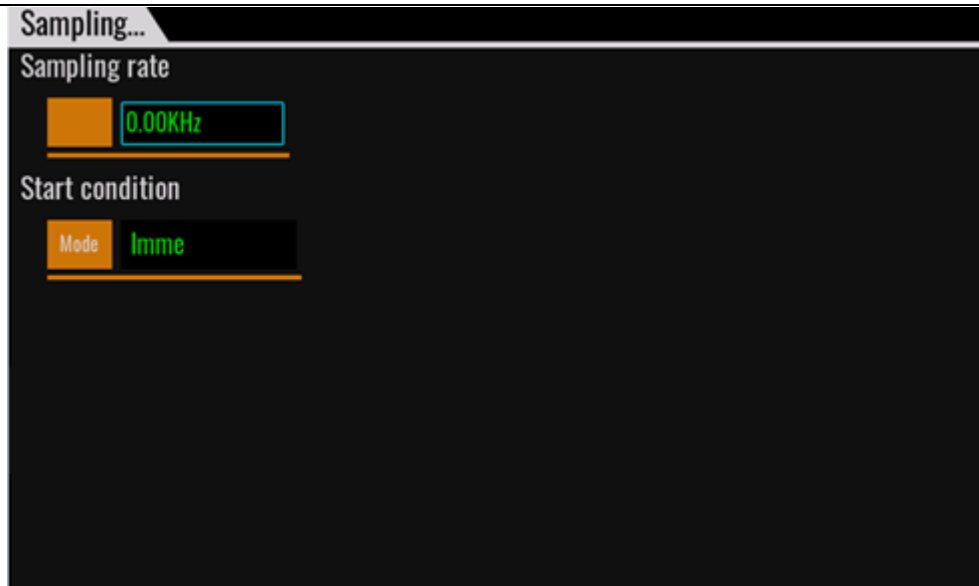 Sampling...
Sampling rate
0.00KHz
Start condition
Mode Imme